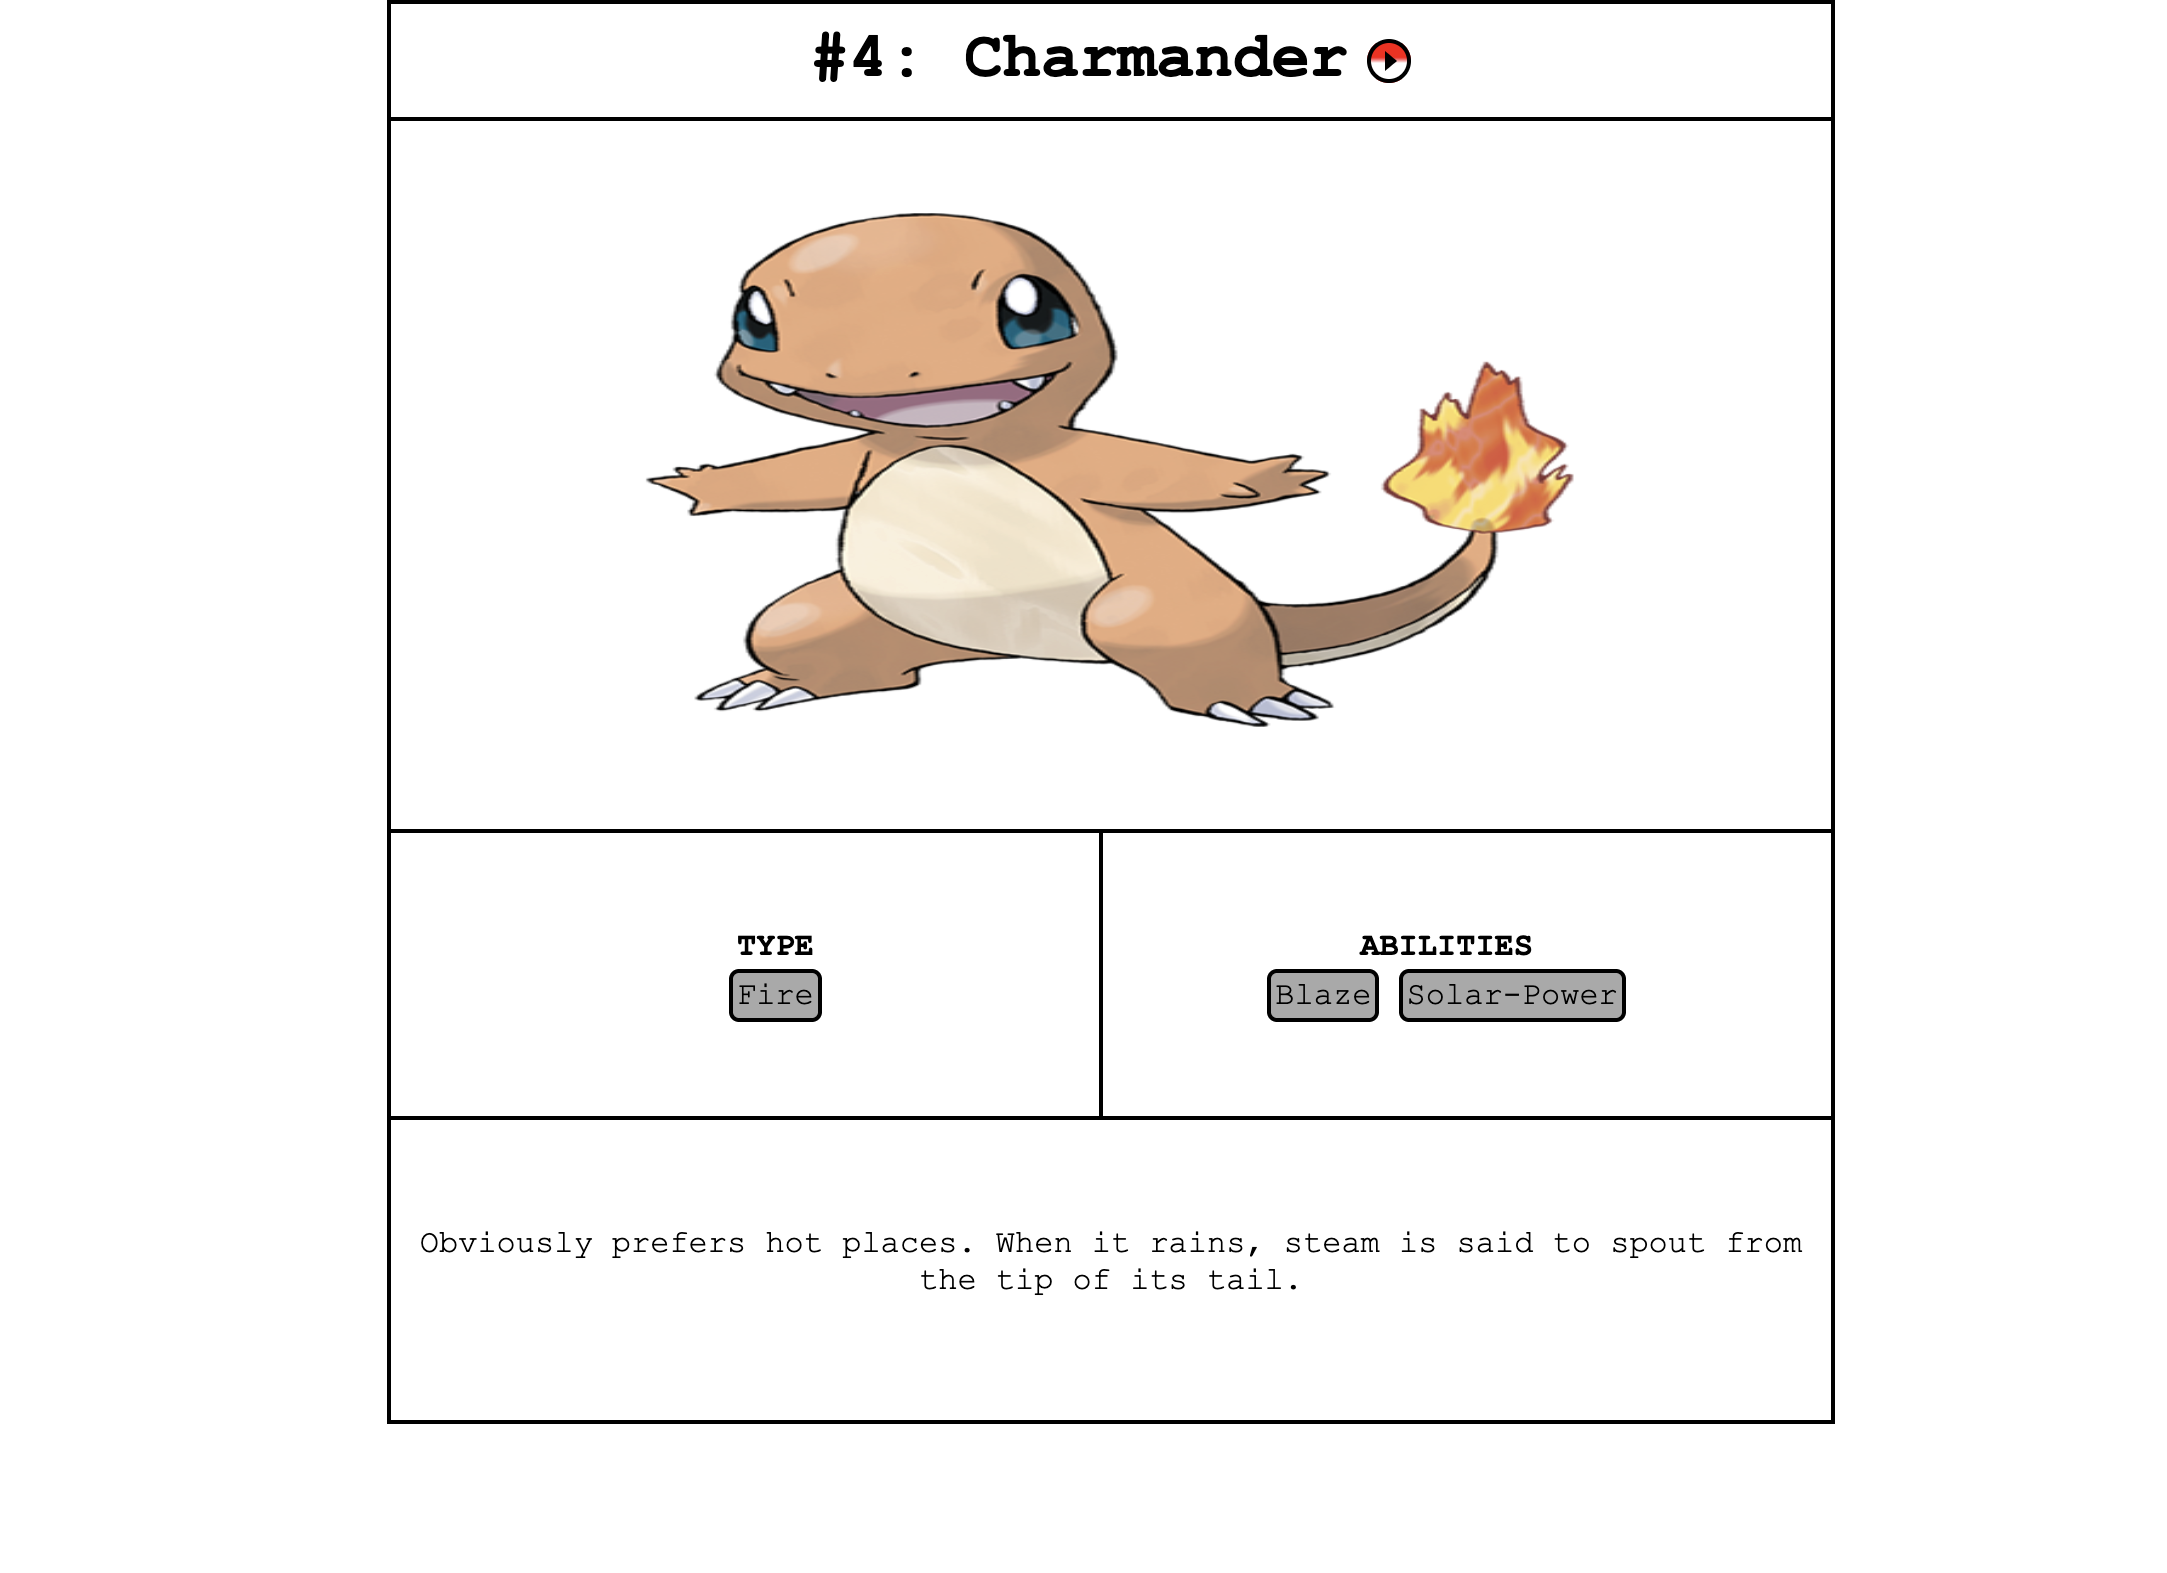 #4: Charmander
TYPE
Fire
ABILITIES
Blaze Solar-Power
Obviously prefers hot places. When it rains, steam is said to spout from
the tip of its tail.